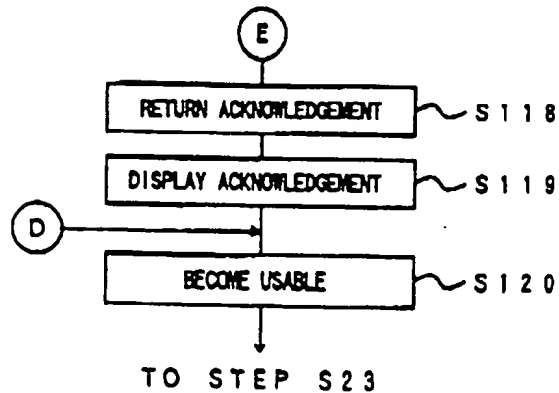 E
RETURN ACKNOWLEDGEMENT S118
DISPLAY ACKNOWLEDGEMENT S119
D
BECOME USABLE S120
TO STEP S23